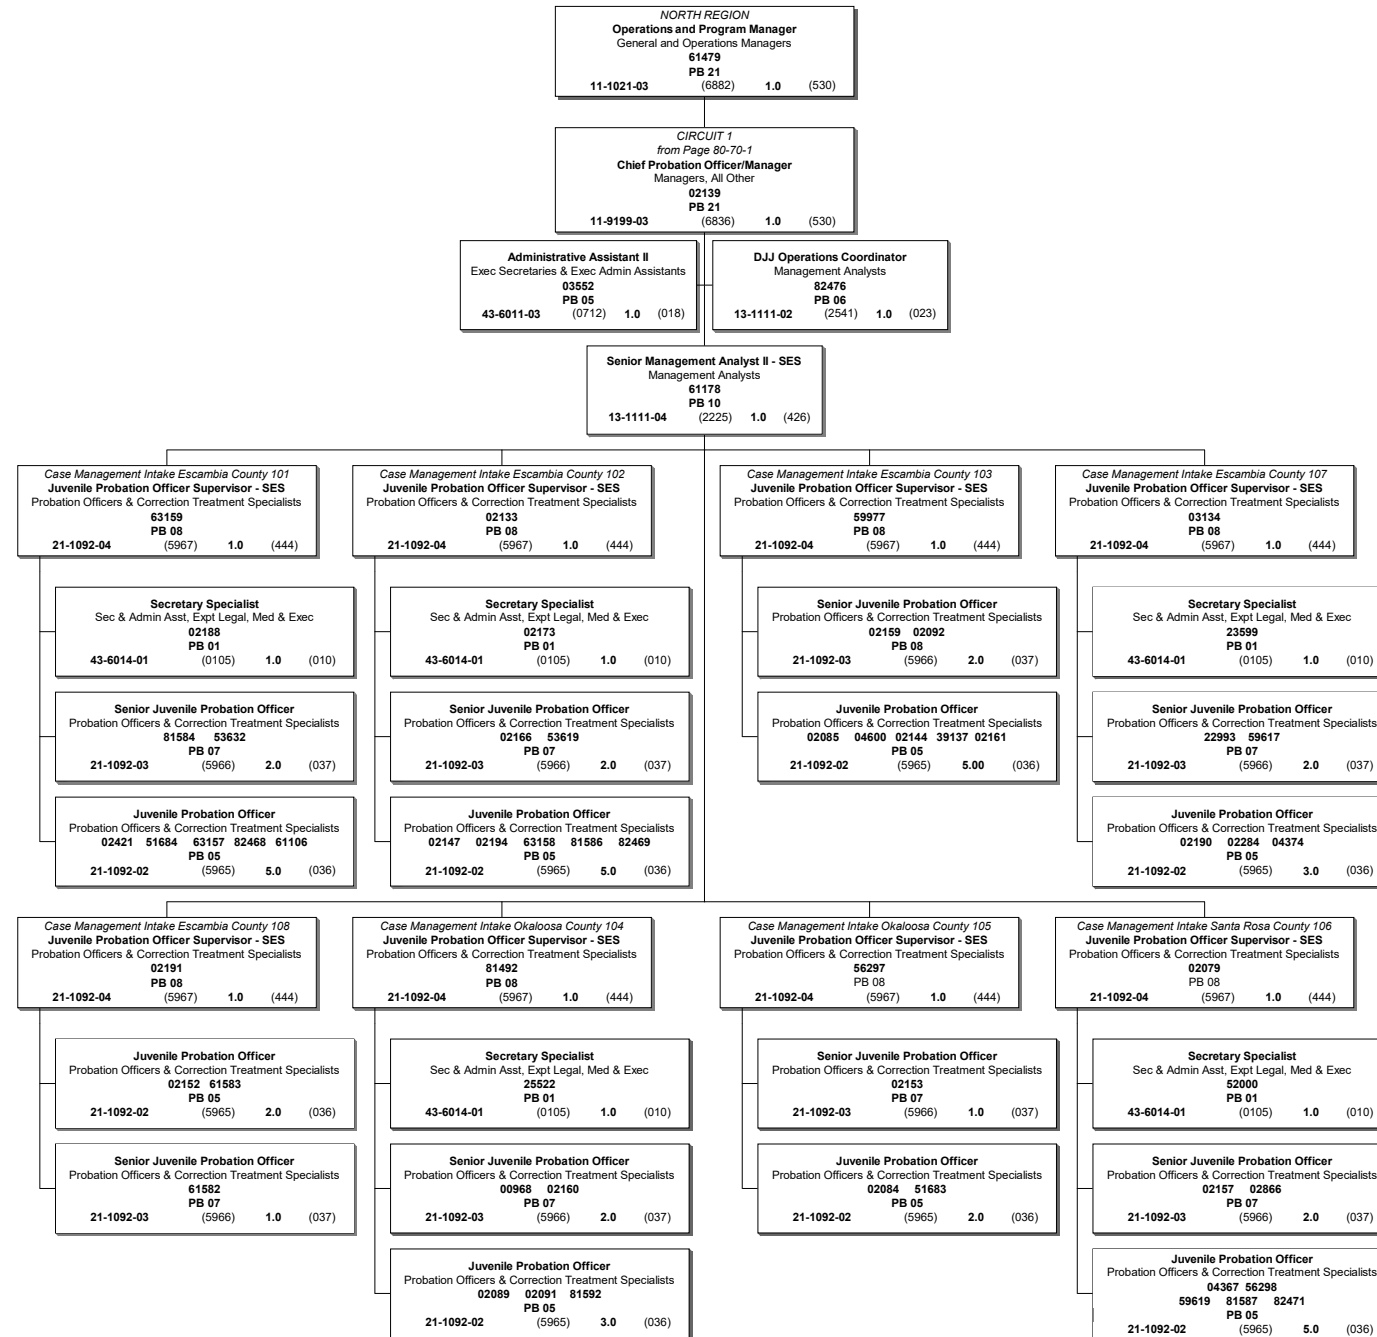 NORTH REGION
Operations and Program Manager
General and Operations Managers
61479
PB 21
11-1021-03 (6882) 1.0 (530)
CIRCUIT 1
from Page 80-70-1
Chief Probation Officer/Manager
Managers, All Other
02139
PB 21
11-9199-03 (6836) 1.0 (530)
Administrative Assistant II
Exec Secretaries & Exec Admin Assistants
03552
PB 05
43-6011-03 (0712) 1.0 (018)
DJJ Operations Coordinator
Management Analysts
82476
PB 06
13-1111-02 (2541) 1.0 (023)
Senior Management Analyst II - SES
Management Analysts
61178
PB 10
13-1111-04 (2225) 1.0 (426)
Case Management Intake Escambia County 101
Juvenile Probation Officer Supervisor - SES
Probation Officers & Correction Treatment Specialists
63159
PB 08
21-1092-04 (5967) 1.0 (444)
Secretary Specialist
Sec & Admin Asst, Expt Legal, Med & Exec
02188
PB 01
43-6014-01 (0105) 1.0 (010)
Senior Juvenile Probation Officer
Probation Officers & Correction Treatment Specialists
81584 53632
PB 07
21-1092-03 (5966) 2.0 (037)
Juvenile Probation Officer
Probation Officers & Correction Treatment Specialists
02421 51684 63157 82468 61106
PB 05
21-1092-02 (5965) 5.0 (036)
Case Management Intake Escambia County 102
Juvenile Probation Officer Supervisor - SES
Probation Officers & Correction Treatment Specialists
02133
PB 08
21-1092-04 (5967) 1.0 (444)
Secretary Specialist
Sec & Admin Asst, Expt Legal, Med & Exec
02173
PB 01
43-6014-01 (0105) 1.0 (010)
Senior Juvenile Probation Officer
Probation Officers & Correction Treatment Specialists
02166 53619
PB 07
21-1092-03 (5966) 2.0 (037)
Juvenile Probation Officer
Probation Officers & Correction Treatment Specialists
02147 02194 63158 81586 82469
PB 05
21-1092-02 (5965) 5.0 (036)
Case Management Intake Escambia County 103
Juvenile Probation Officer Supervisor - SES
Probation Officers & Correction Treatment Specialists
59977
PB 08
21-1092-04 (5967) 1.0 (444)
Senior Juvenile Probation Officer
Probation Officers & Correction Treatment Specialists
02159 02092
PB 08
21-1092-03 (5966) 2.0 (037)
Juvenile Probation Officer
Probation Officers & Correction Treatment Specialists
02085 04600 02144 39137 02161
PB 05
21-1092-02 (5965) 5.00 (036)
Case Management Intake Escambia County 107
Juvenile Probation Officer Supervisor - SES
Probation Officers & Correction Treatment Specialists
03134
PB 08
21-1092-04 (5967) 1.0 (444)
Secretary Specialist
Sec & Admin Asst, Expt Legal, Med & Exec
23599
PB 01
43-6014-01 (0105) 1.0 (010)
Senior Juvenile Probation Officer
Probation Officers & Correction Treatment Specialists
22993 59617
PB 07
21-1092-03 (5966) 2.0 (037)
Juvenile Probation Officer
Probation Officers & Correction Treatment Specialists
02190 02284 04374
PB 05
21-1092-02 (5965) 3.0 (036)
Case Management Intake Escambia County 108
Juvenile Probation Officer Supervisor - SES
Probation Officers & Correction Treatment Specialists
02191
PB 08
21-1092-04 (5967) 1.0 (444)
Juvenile Probation Officer
Probation Officers & Correction Treatment Specialists
02152 61583
PB 05
21-1092-02 (5965) 2.0 (036)
Senior Juvenile Probation Officer
Probation Officers & Correction Treatment Specialists
61582
PB 07
21-1092-03 (5966) 1.0 (037)
Case Management Intake Okaloosa County 104
Juvenile Probation Officer Supervisor - SES
Probation Officers & Correction Treatment Specialists
81492
PB 08
21-1092-04 (5967) 1.0 (444)
Secretary Specialist
Sec & Admin Asst, Expt Legal, Med & Exec
25522
PB 01
43-6014-01 (0105) 1.0 (010)
Senior Juvenile Probation Officer
Probation Officers & Correction Treatment Specialists
00968 02160
PB 07
21-1092-03 (5966) 2.0 (037)
Juvenile Probation Officer
Probation Officers & Correction Treatment Specialists
02089 02091 81592
PB 05
21-1092-02 (5965) 3.0 (036)
Case Management Intake Okaloosa County 105
Juvenile Probation Officer Supervisor - SES
Probation Officers & Correction Treatment Specialists
56297
PB 08
21-1092-04 (5967) 1.0 (444)
Senior Juvenile Probation Officer
Probation Officers & Correction Treatment Specialists
02153
PB 07
21-1092-03 (5966) 1.0 (037)
Juvenile Probation Officer
Probation Officers & Correction Treatment Specialists
02084 51683
PB 05
21-1092-02 (5965) 2.0 (036)
Case Management Intake Santa Rosa County 106
Juvenile Probation Officer Supervisor - SES
Probation Officers & Correction Treatment Specialists
02079
PB 08
21-1092-04 (5967) 1.0 (444)
Secretary Specialist
Sec & Admin Asst, Expt Legal, Med & Exec
52000
PB 01
43-6014-01 (0105) 1.0 (010)
Senior Juvenile Probation Officer
Probation Officers & Correction Treatment Specialists
02157 02866
PB 07
21-1092-03 (5966) 2.0 (037)
Juvenile Probation Officer
Probation Officers & Correction Treatment Specialists
04367 56298
59619 81587 82471
PB 05
21-1092-02 (5965) 5.0 (036)